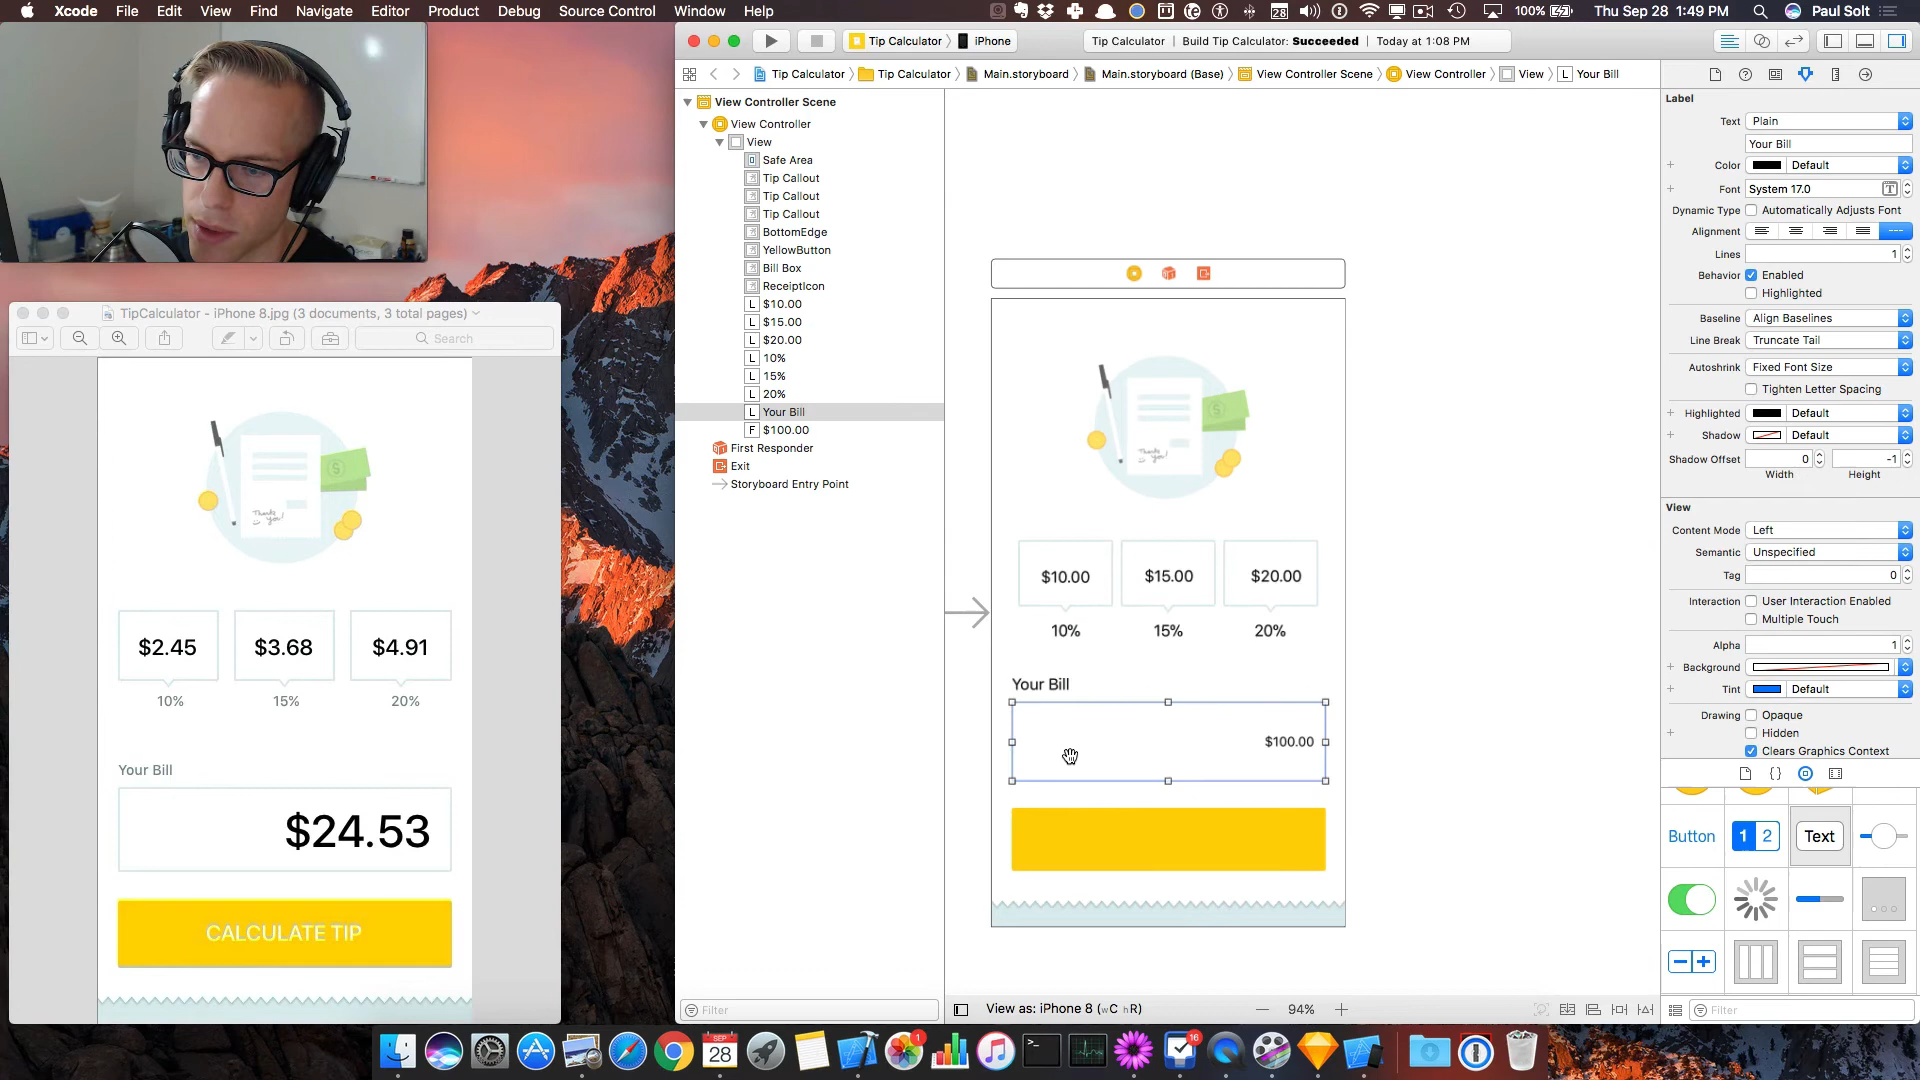 Xcode File Edit View Find Navigate Editor Product Debug Source Control Window Help
28 100% Thu Sep 28 1:49 PM Paul Solt
Tip Calculator iPhone
Tip Calculator Build Tip Calculator: Succeeded Today at 1:08 PM
Tip Calculator Tip Calculator Main.storyboard Main.storyboard (Base) View Controller Scene View Controller View L Your Bill
View Controller Scene
View Controller
View
Safe Area
Tip Callout
Tip Callout
Tip Callout
BottomEdge
YellowButton
Bill Box
ReceiptIcon
L $10.00
L $15.00
L $20.00
L 10%
L 15%
L 20%
L Your Bill
F $100.00
First Responder
Exit
Storyboard Entry Point
Filter
TipCalculator - iPhone 8.jpg (3 documents, 3 total pages)
Search
$
Thank
you!
$2.45 $3.68 $4.91
10% 15% 20%
Your Bill
$24.53
CALCULATE TIP
$
Thank
you!
$10.00 $15.00 $20.00
10% 15% 20%
Your Bill
$100.00
View as: iPhone 8 (wC hR) 94%
Label
Text Plain
Your Bill
Color Default
Font System 17.0 T
Dynamic Type Automatically Adjusts Font
Alignment
Lines 1
Behavior Enabled
Highlighted
Baseline Align Baselines
Line Break Truncate Tail
Autoshrink Fixed Font Size
Tighten Letter Spacing
Highlighted Default
Shadow Default
Shadow Offset 0 -1
Width Height
View
Content Mode Left
Semantic Unspecified
Tag 0
Interaction User Interaction Enabled
Multiple Touch
Alpha 1
Background
Tint Default
Drawing Opaque
Hidden
Clears Graphics Context
Button 1 2 Text
Filter
SEP
28
1
16